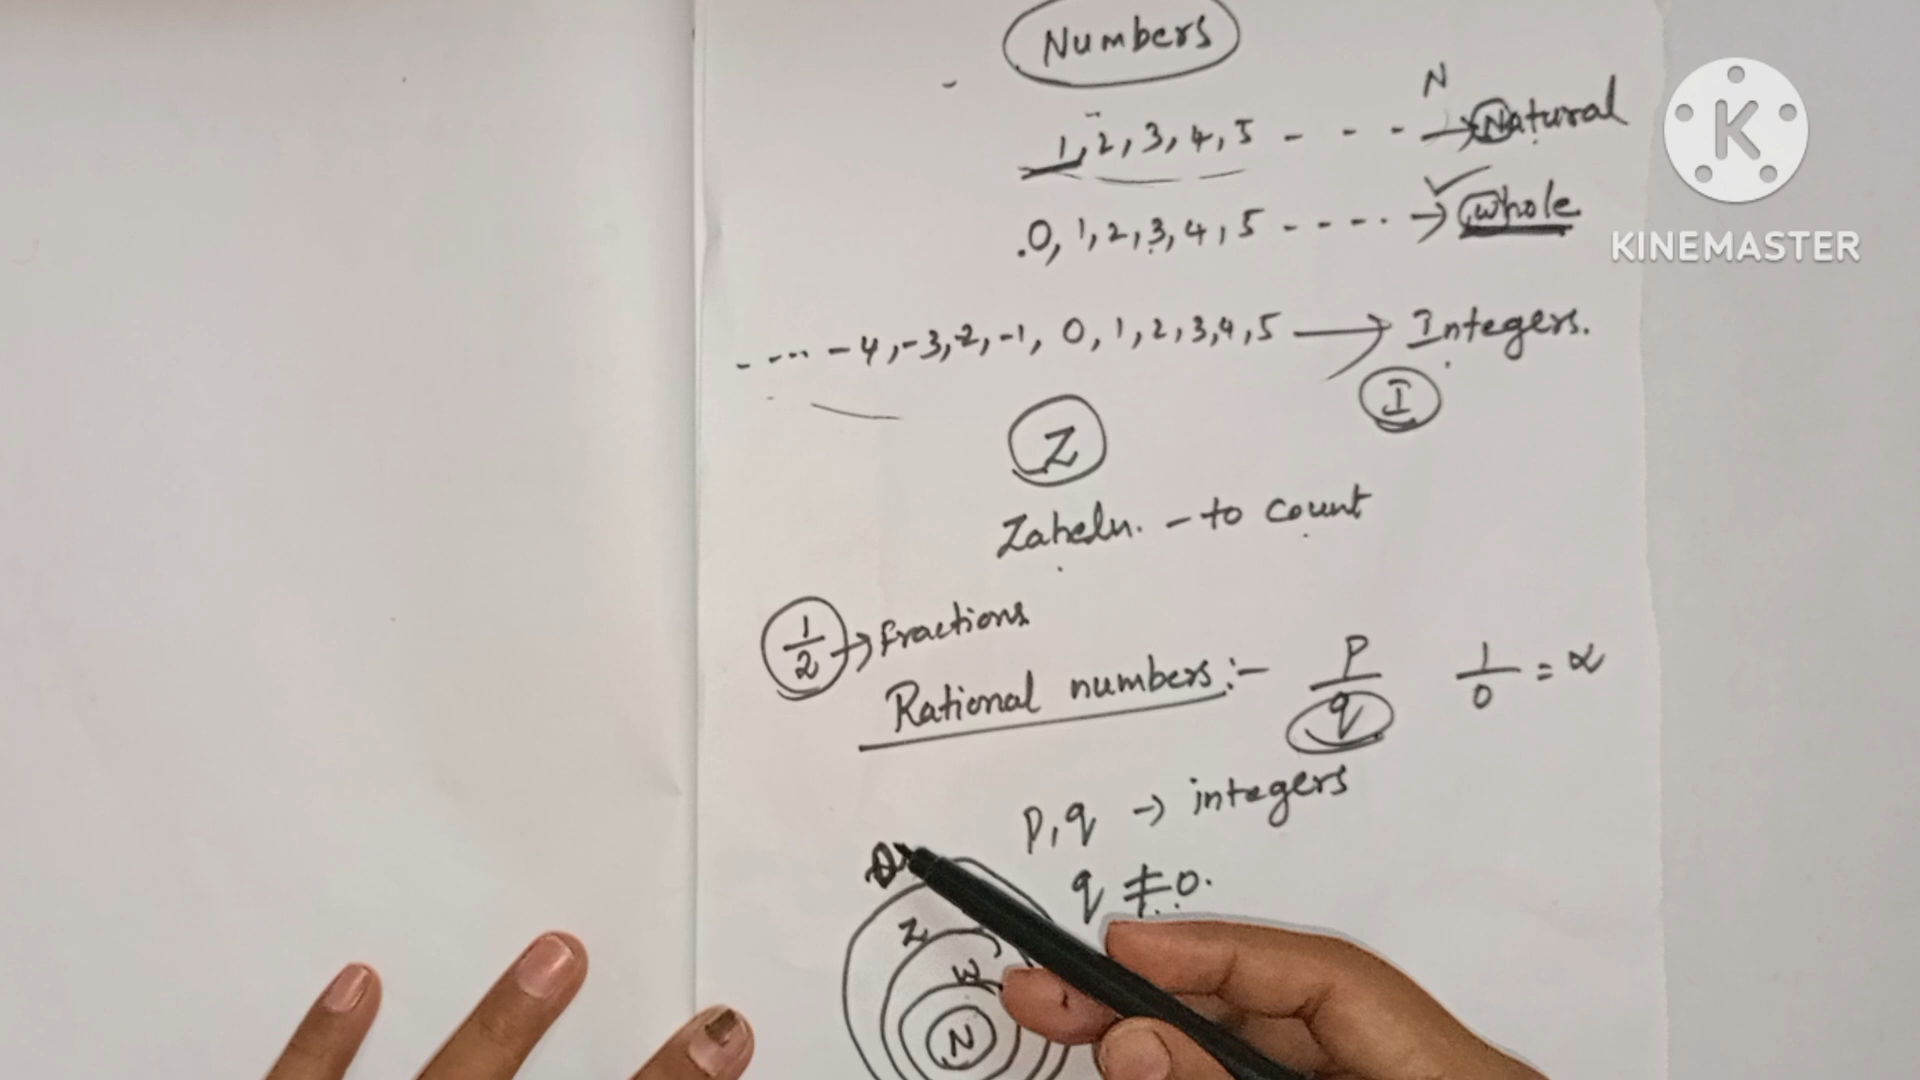 Numbers
N
1, 2, 3, 4, 5 - - - → Natural
.0, 1, 2, 3, 4, 5 - - - - . → Whole
- - --- - 4, -3, -2, -1, 0, 1, 2, 3, 4, 5 → Integers.
I
Z
Zaheln. - to count
1/2 → fractions
Rational numbers :- P/q 1/0 = α
P, q → integers
q ≠ 0.
Z
W
N
K
KINEMASTER